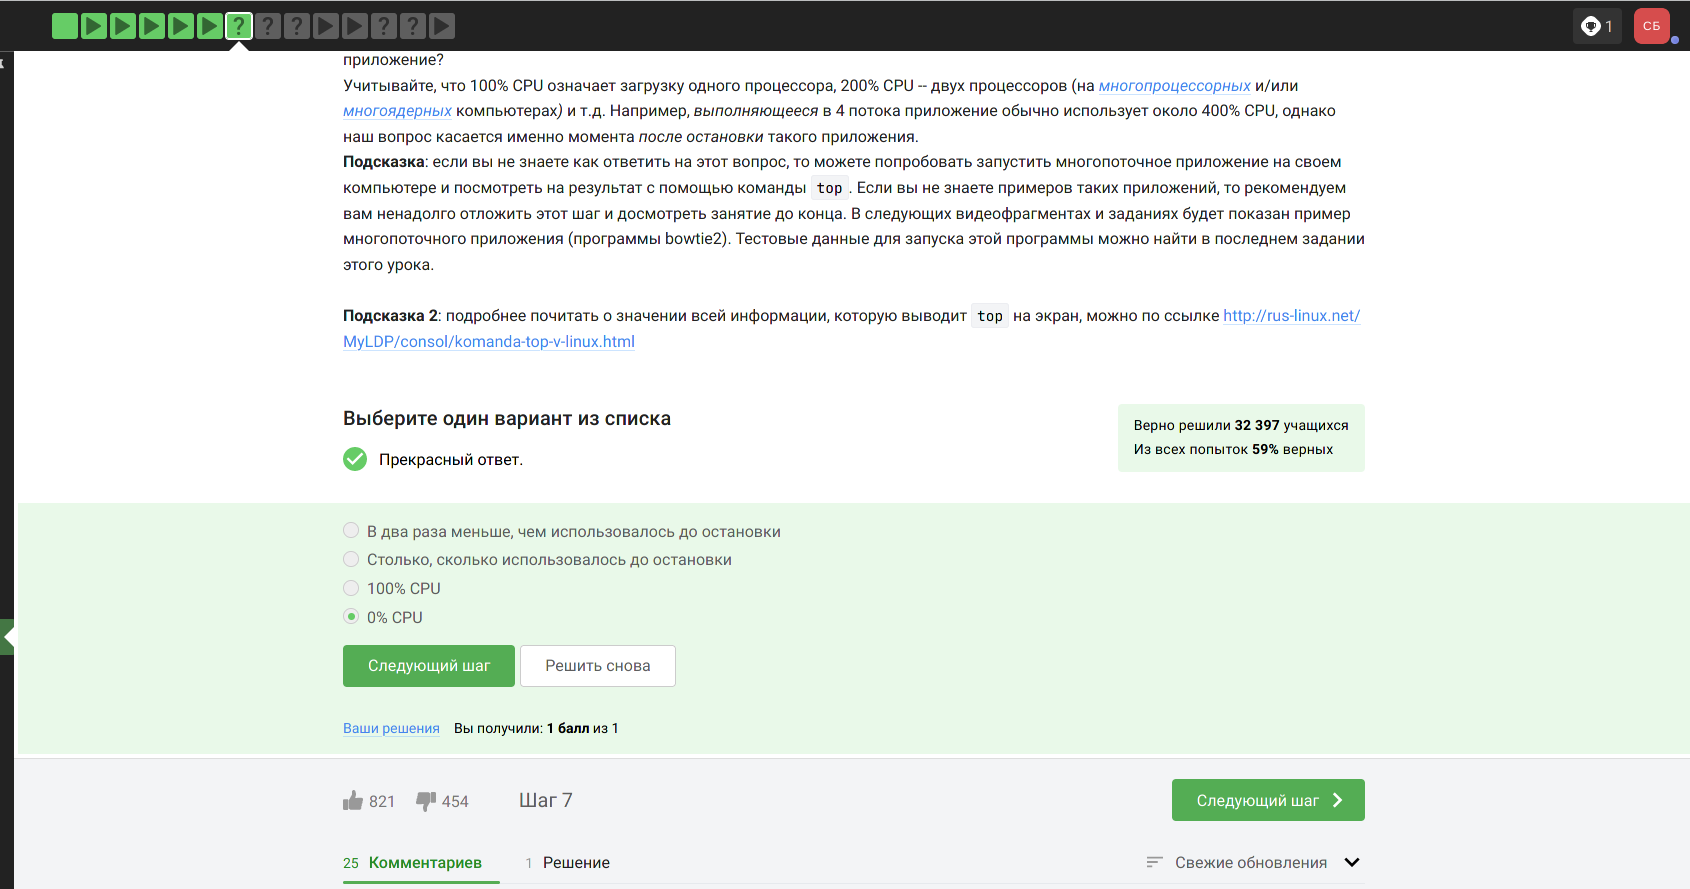 ? ? ? ? ?
1
СБ
приложение?
Учитывайте, что 100% CPU означает загрузку одного процессора, 200% CPU -- двух процессоров (на многопроцессорных и/или
многоядерных компьютерах) и т.д. Например, выполняющееся в 4 потока приложение обычно использует около 400% CPU, однако
наш вопрос касается именно момента после остановки такого приложения.
Подсказка: если вы не знаете как ответить на этот вопрос, то можете попробовать запустить многопоточное приложение на своем
компьютере и посмотреть на результат с помощью команды top. Если вы не знаете примеров таких приложений, то рекомендуем
вам ненадолго отложить этот шаг и досмотреть занятие до конца. В следующих видеофрагментах и заданиях будет показан пример
многопоточного приложения (программы bowtie2). Тестовые данные для запуска этой программы можно найти в последнем задании
этого урока.
Подсказка 2: подробнее почитать о значении всей информации, которую выводит top на экран, можно по ссылке http://rus-linux.net/
MyLDP/consol/komanda-top-v-linux.html
Выберите один вариант из списка
Прекрасный ответ.
Верно решили 32 397 учащихся
Из всех попыток 59% верных
В два раза меньше, чем использовалось до остановки
Столько, сколько использовалось до остановки
100% CPU
0% CPU
Следующий шаг
Решить снова
Ваши решения Вы получили: 1 балл из 1
821 454 Шаг 7
Следующий шаг
25 Комментариев 1 Решение
Свежие обновления